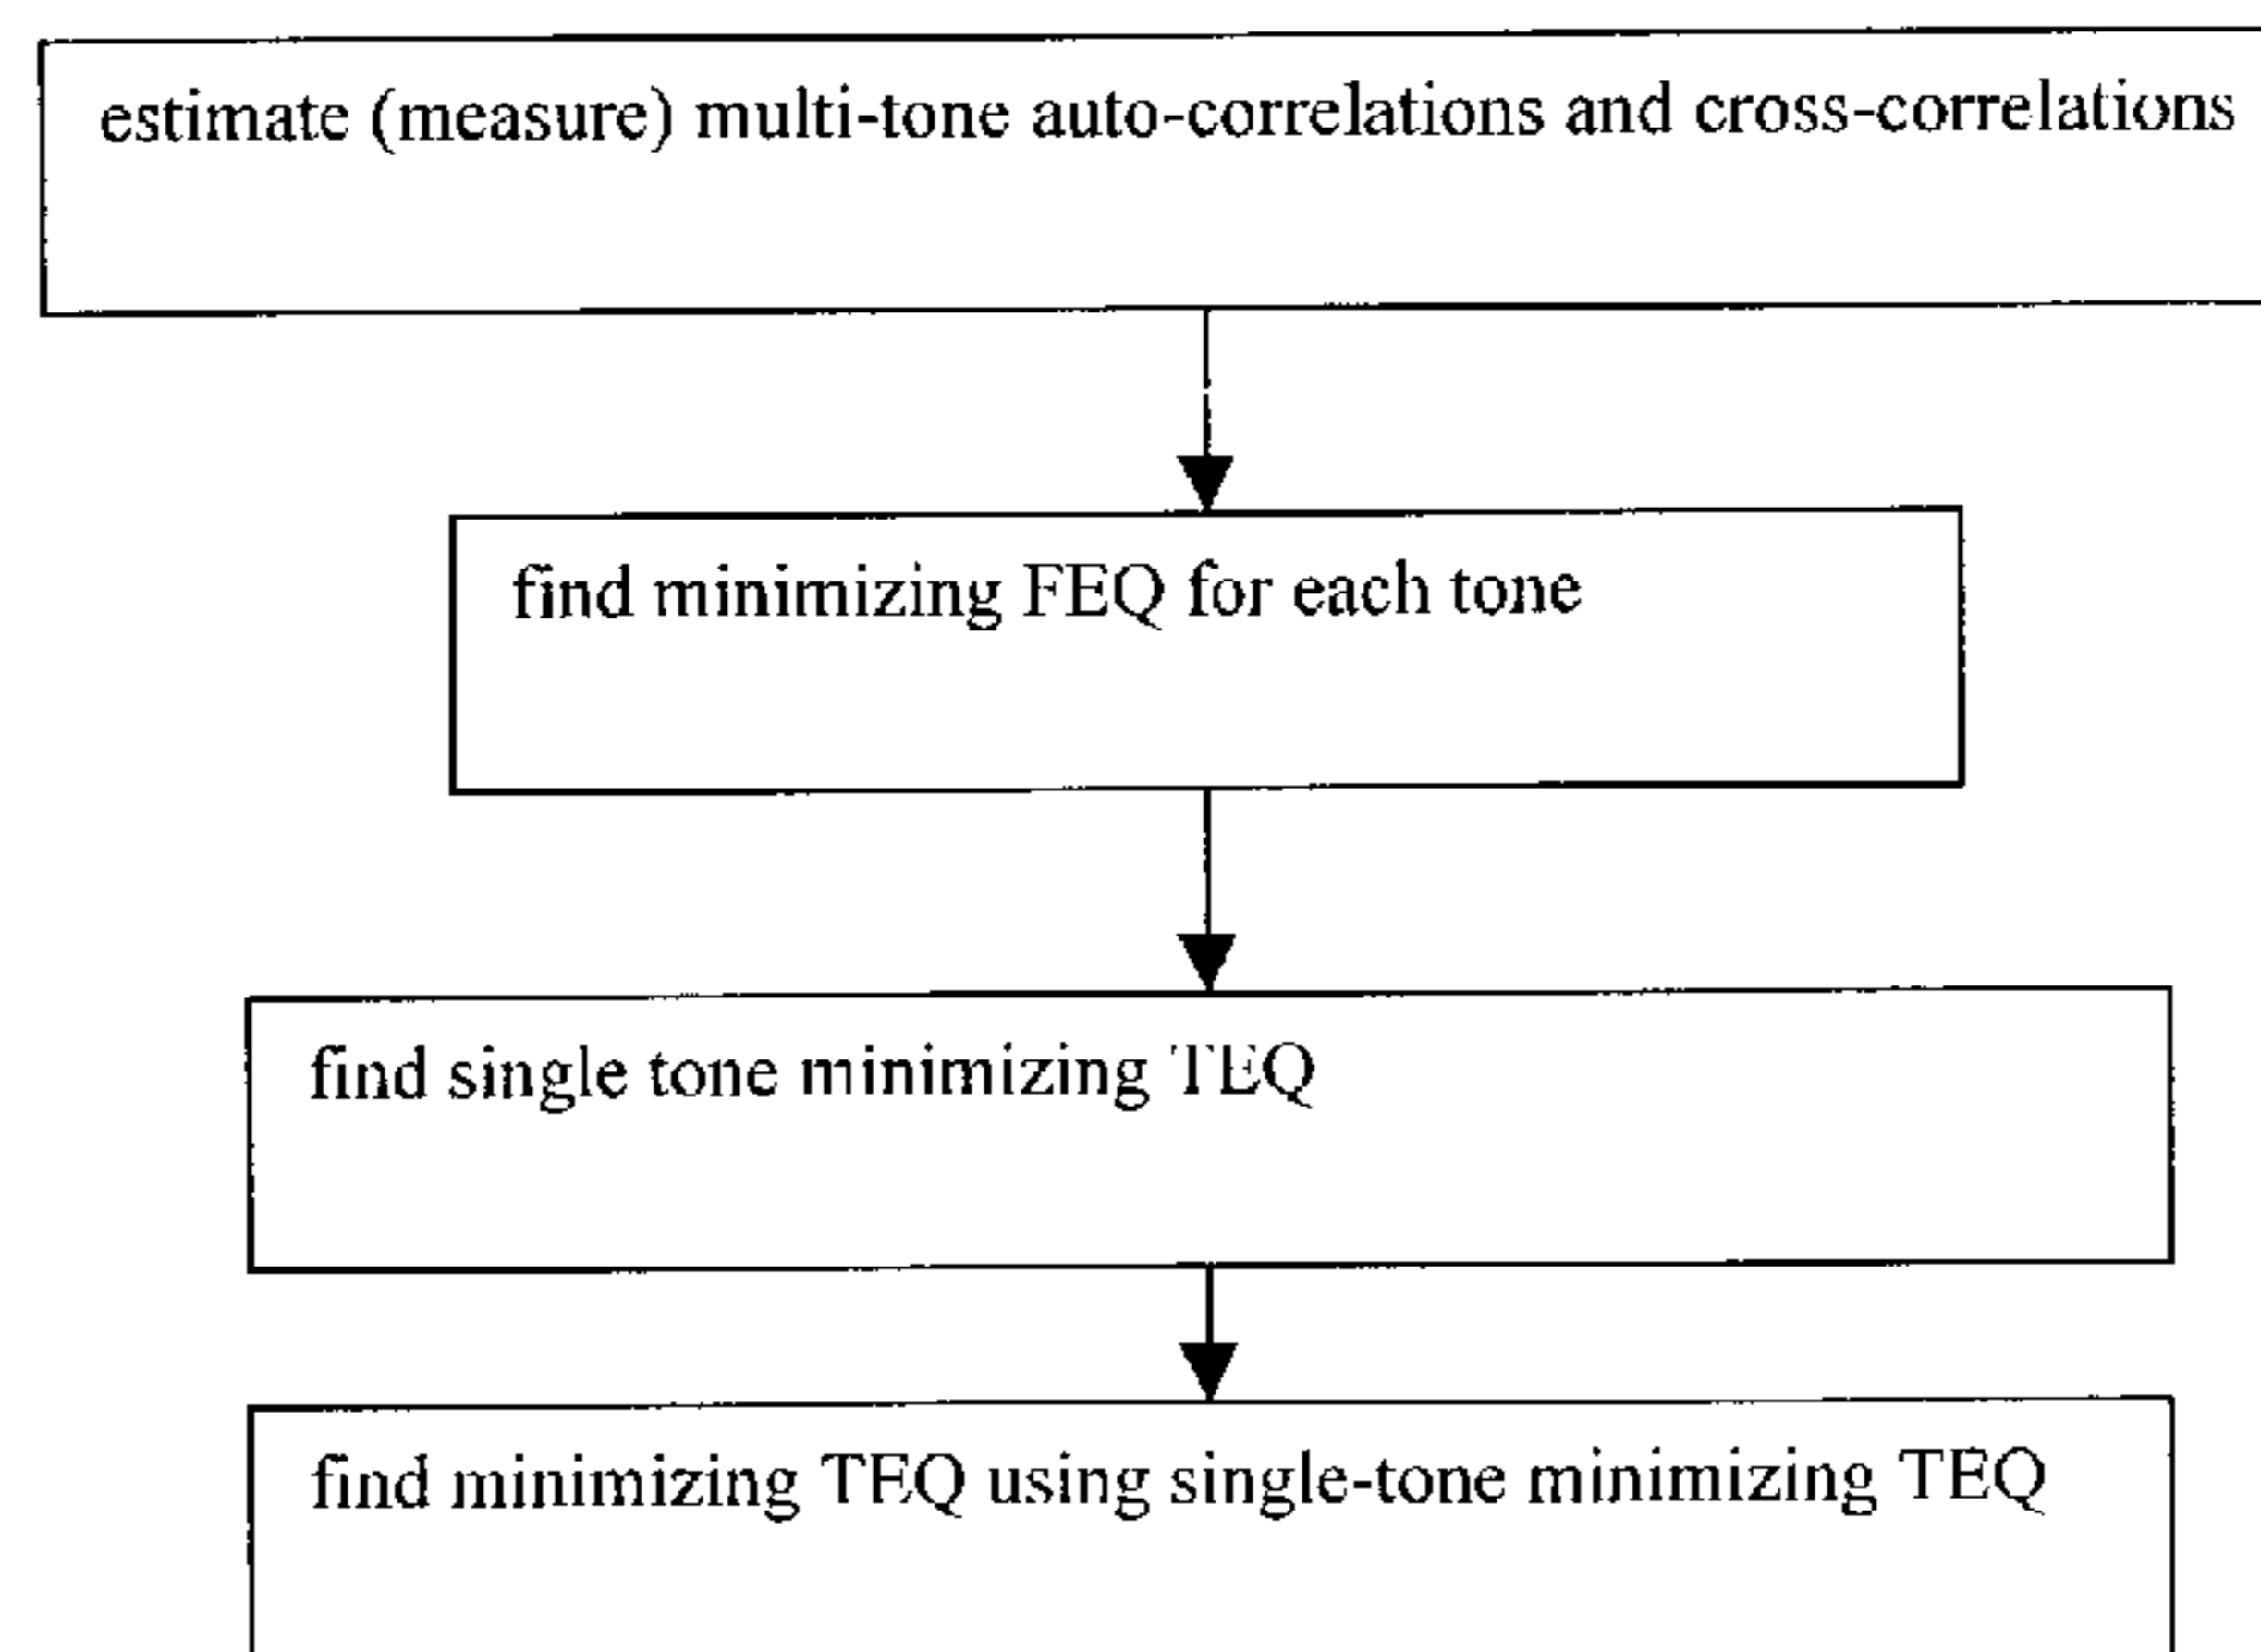 estimate (measure) multi-tone auto-correlations and cross-correlations
find minimizing FEQ for each tone
find single tone minimizing TEQ
find minimizing TEQ using single-tone minimizing TEQ